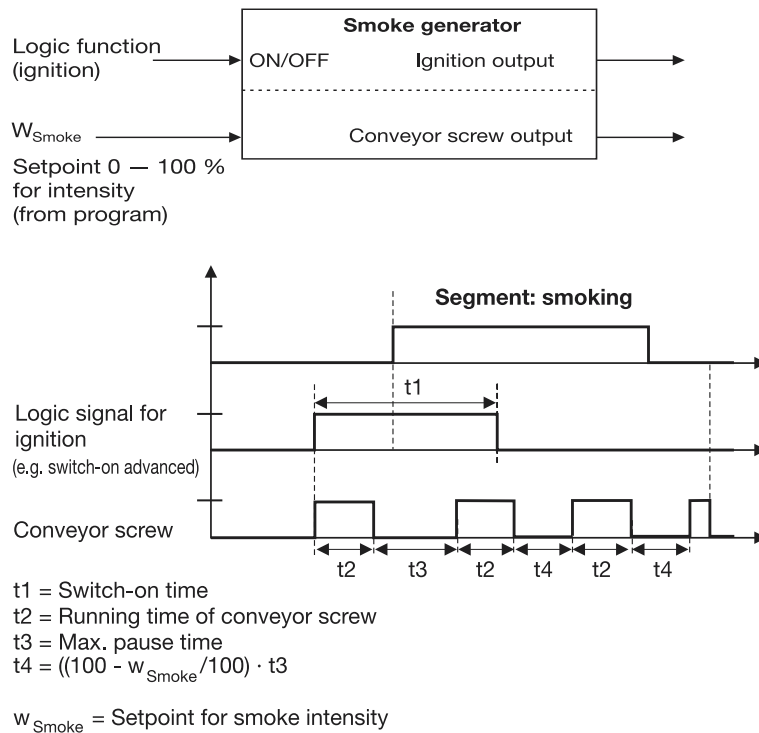 Smoke generator
Logic function
(ignition)
ON/OFF Ignition output
WSmoke
Conveyor screw output
Setpoint 0 — 100 %
for intensity
(from program)
Segment: smoking
t1
Logic signal for
ignition
(e.g. switch-on advanced)
Conveyor screw
t2 t3 t2 t4 t2 t4
t1 = Switch-on time
t2 = Running time of conveyor screw
t3 = Max. pause time
t4 = ((100 - wSmoke/100) · t3
wSmoke = Setpoint for smoke intensity